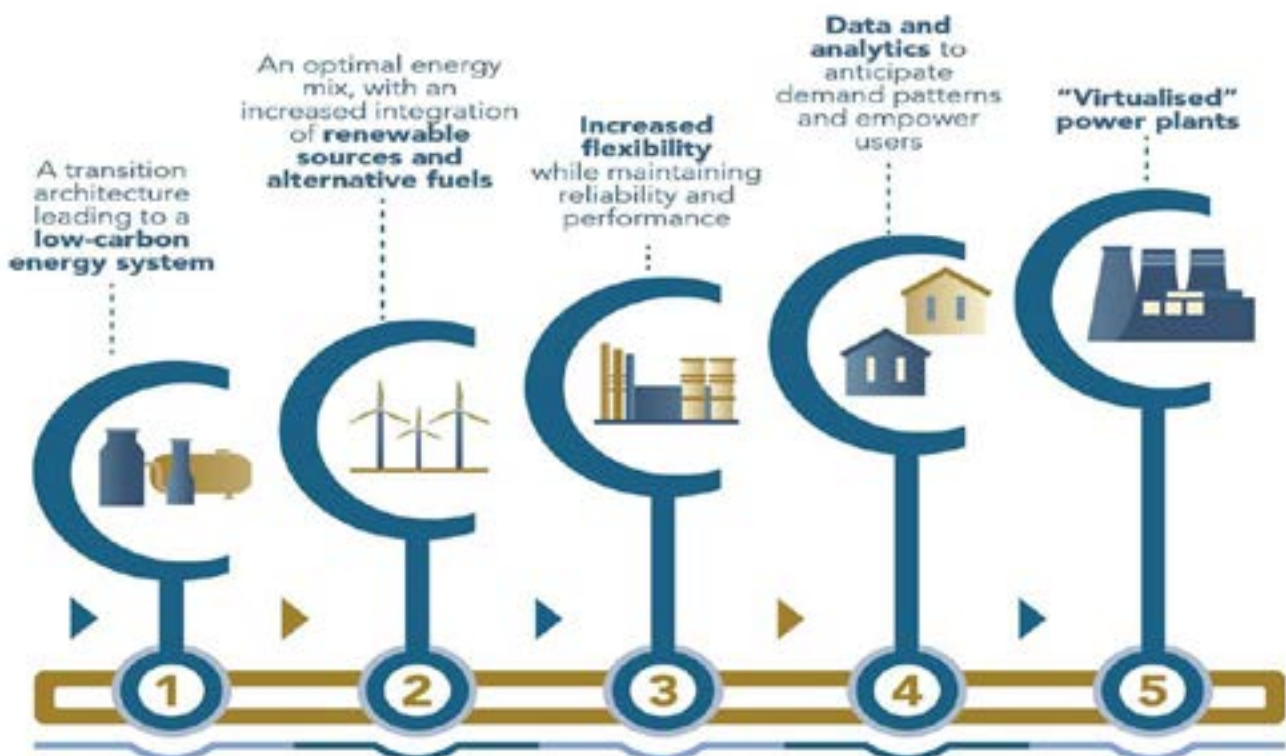 A transition
architecture
leading to a
low-carbon
energy system
An optimal energy
mix, with an
increased integration
of renewable
sources and
alternative fuels
Increased
flexibility
while maintaining
reliability and
performance
Data and
analytics to
anticipate
demand patterns
and empower
users
“Virtualised”
power plants
1
2
3
4
5